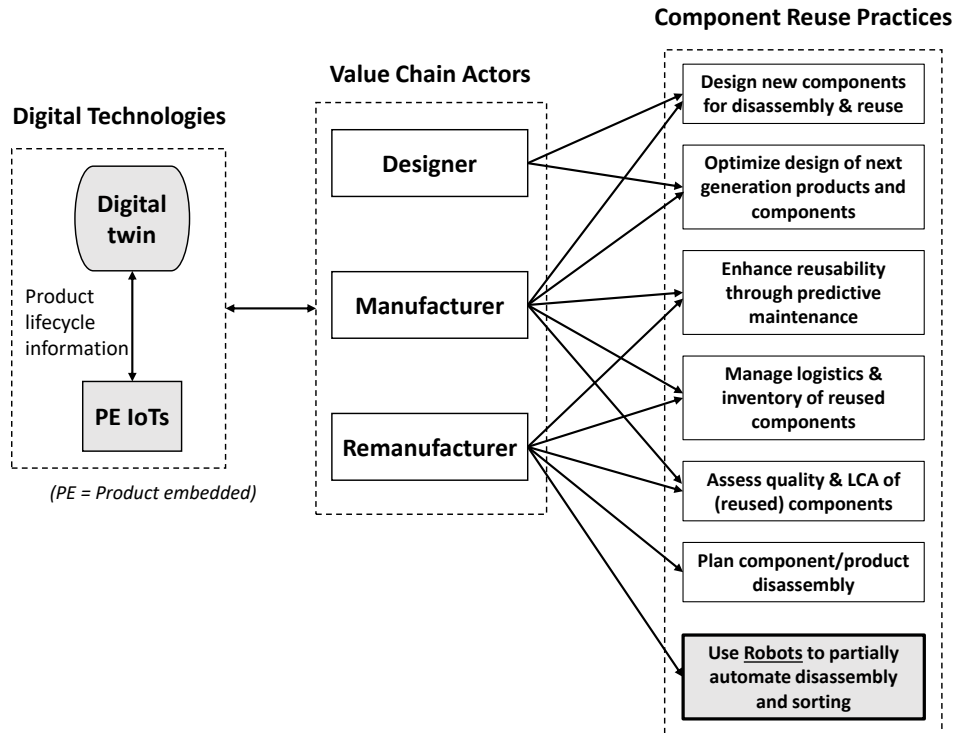 Digital Technologies
Digital
twin
Product
lifecycle
information
PE IoTs
(PE = Product embedded)
Value Chain Actors
Designer
Manufacturer
Remanufacturer
Component Reuse Practices
Design new components
for disassembly & reuse
Optimize design of next
generation products and
components
Enhance reusability
through predictive
maintenance
Manage logistics &
inventory of reused
components
Assess quality & LCA of
(reused) components
Plan component/product
disassembly
Use Robots to partially
automate disassembly
and sorting